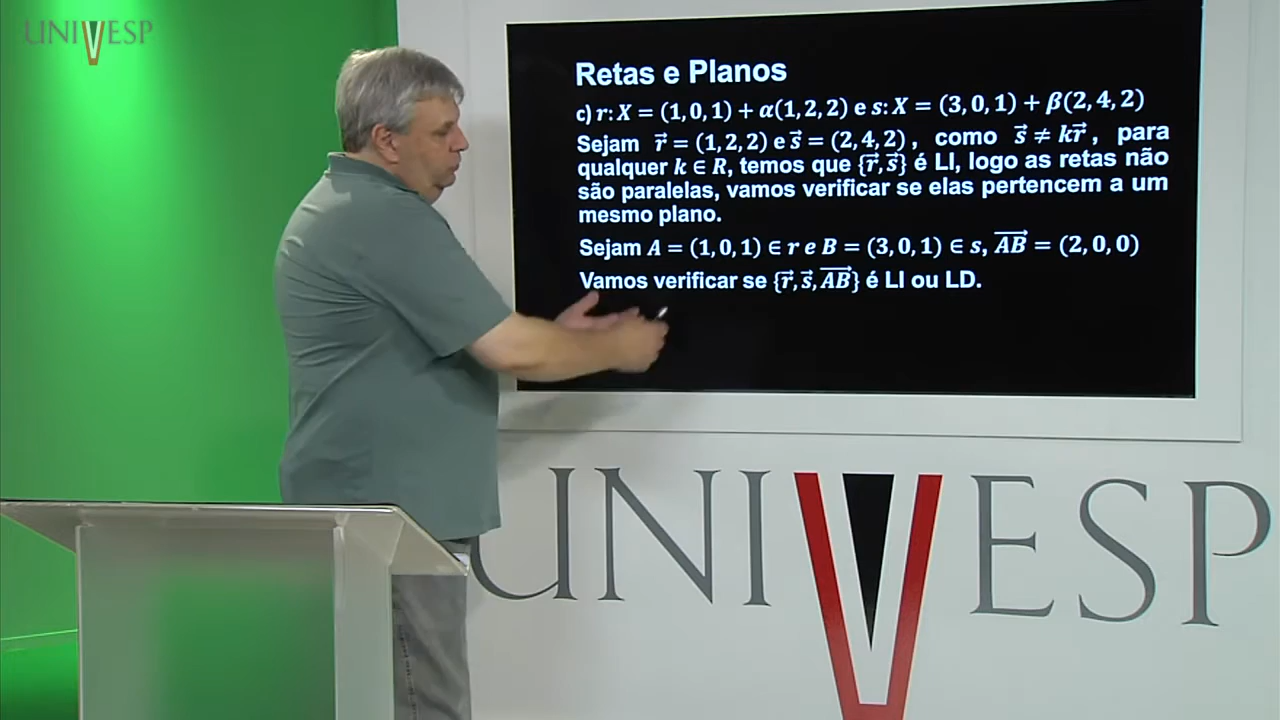 UNIVESP
Retas e Planos
c) r: X = (1, 0, 1) + α(1, 2, 2) e s: X = (3, 0, 1) + β(2, 4, 2)
Sejam r⃗ = (1, 2, 2) e s⃗ = (2, 4, 2), como s⃗ ≠ kr⃗, para
qualquer k ∈ R, temos que {r⃗, s⃗} é LI, logo as retas não
são paralelas, vamos verificar se elas pertencem a um
mesmo plano.
Sejam A = (1, 0, 1) ∈ r e B = (3, 0, 1) ∈ s, A⃗B⃗ = (2, 0, 0)
Vamos verificar se {r⃗, s⃗, A⃗B⃗} é LI ou LD.
UNIVESP